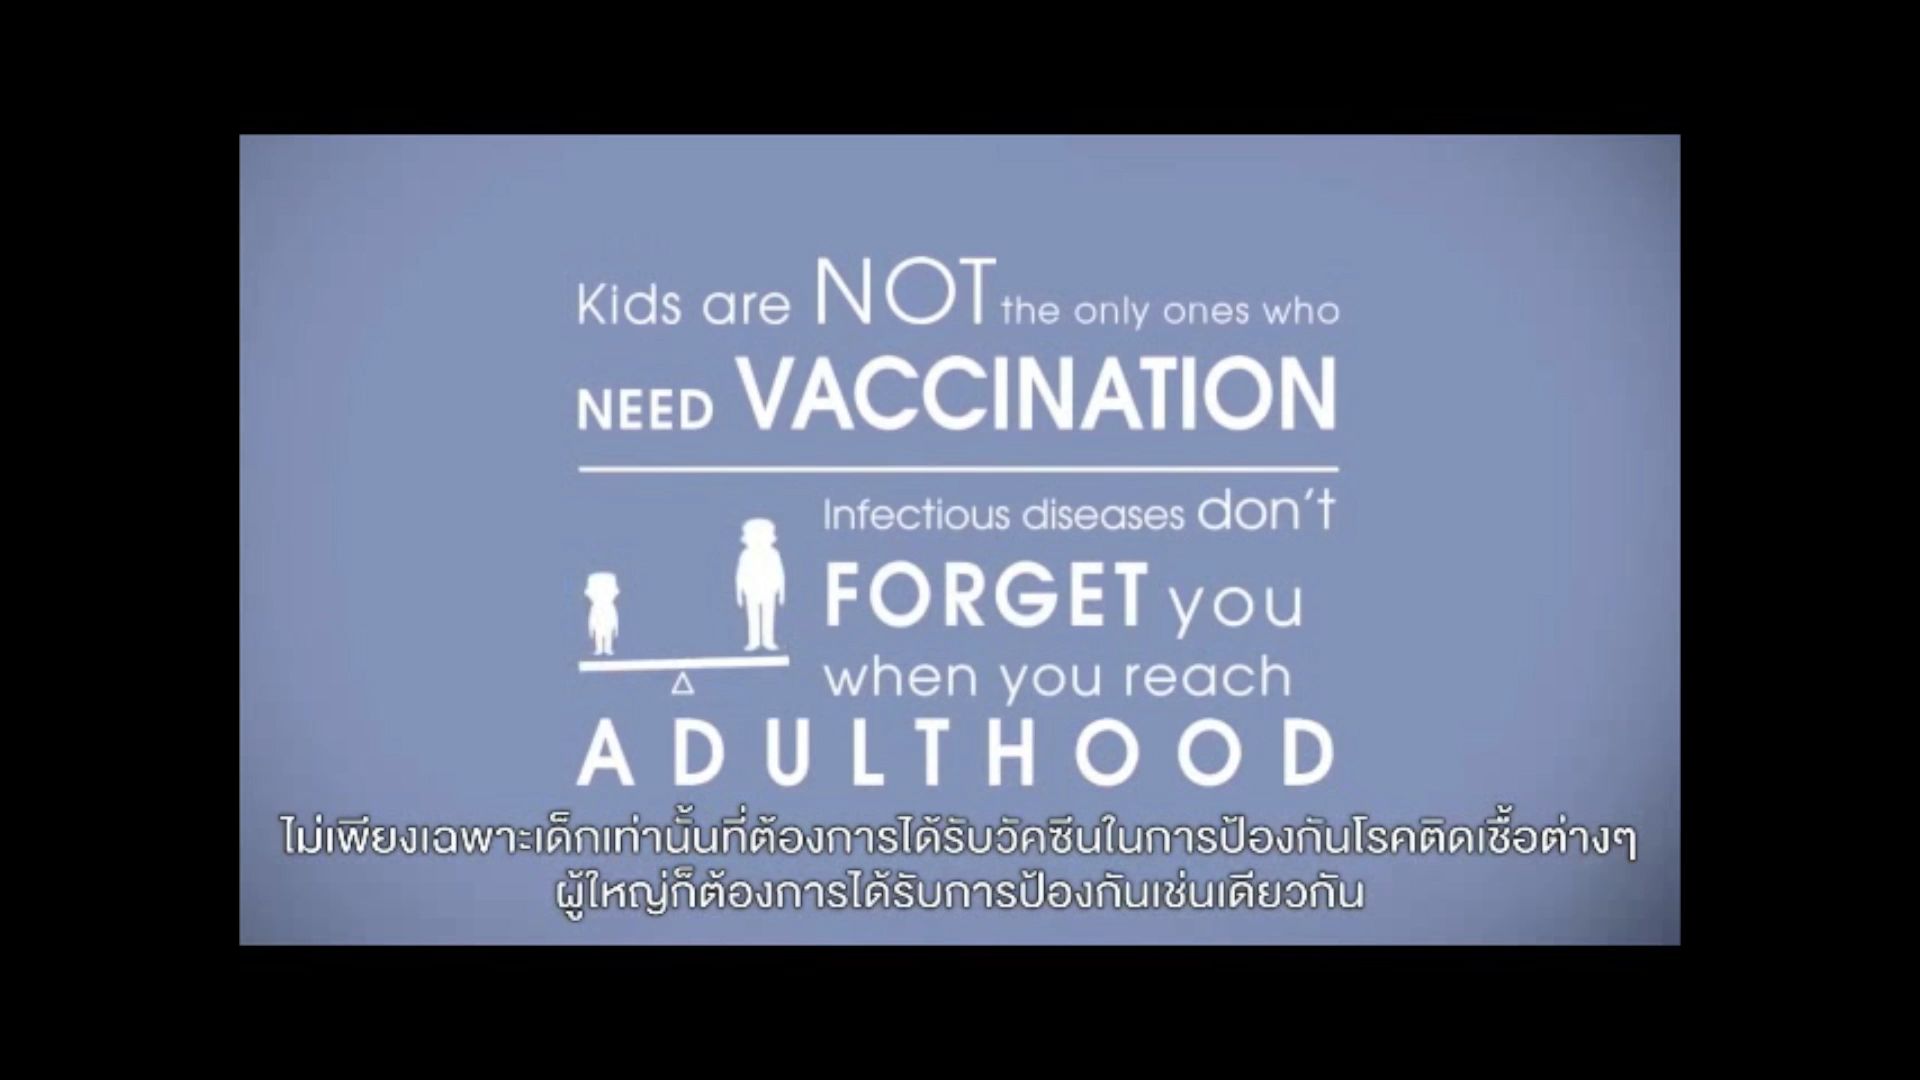 Kids are NOT the only ones who
NEED VACCINATION
Infectious diseases don't
FORGET you
when you reach
ADULTHOOD
ไม่เพียงเฉพาะเด็กเท่านั้นที่ต้องการได้รับวัคซีนในการป้องกันโรคติดเชื้อต่างๆ
ผู้ใหญ่ก็ต้องการได้รับการป้องกันเช่นเดียวกัน